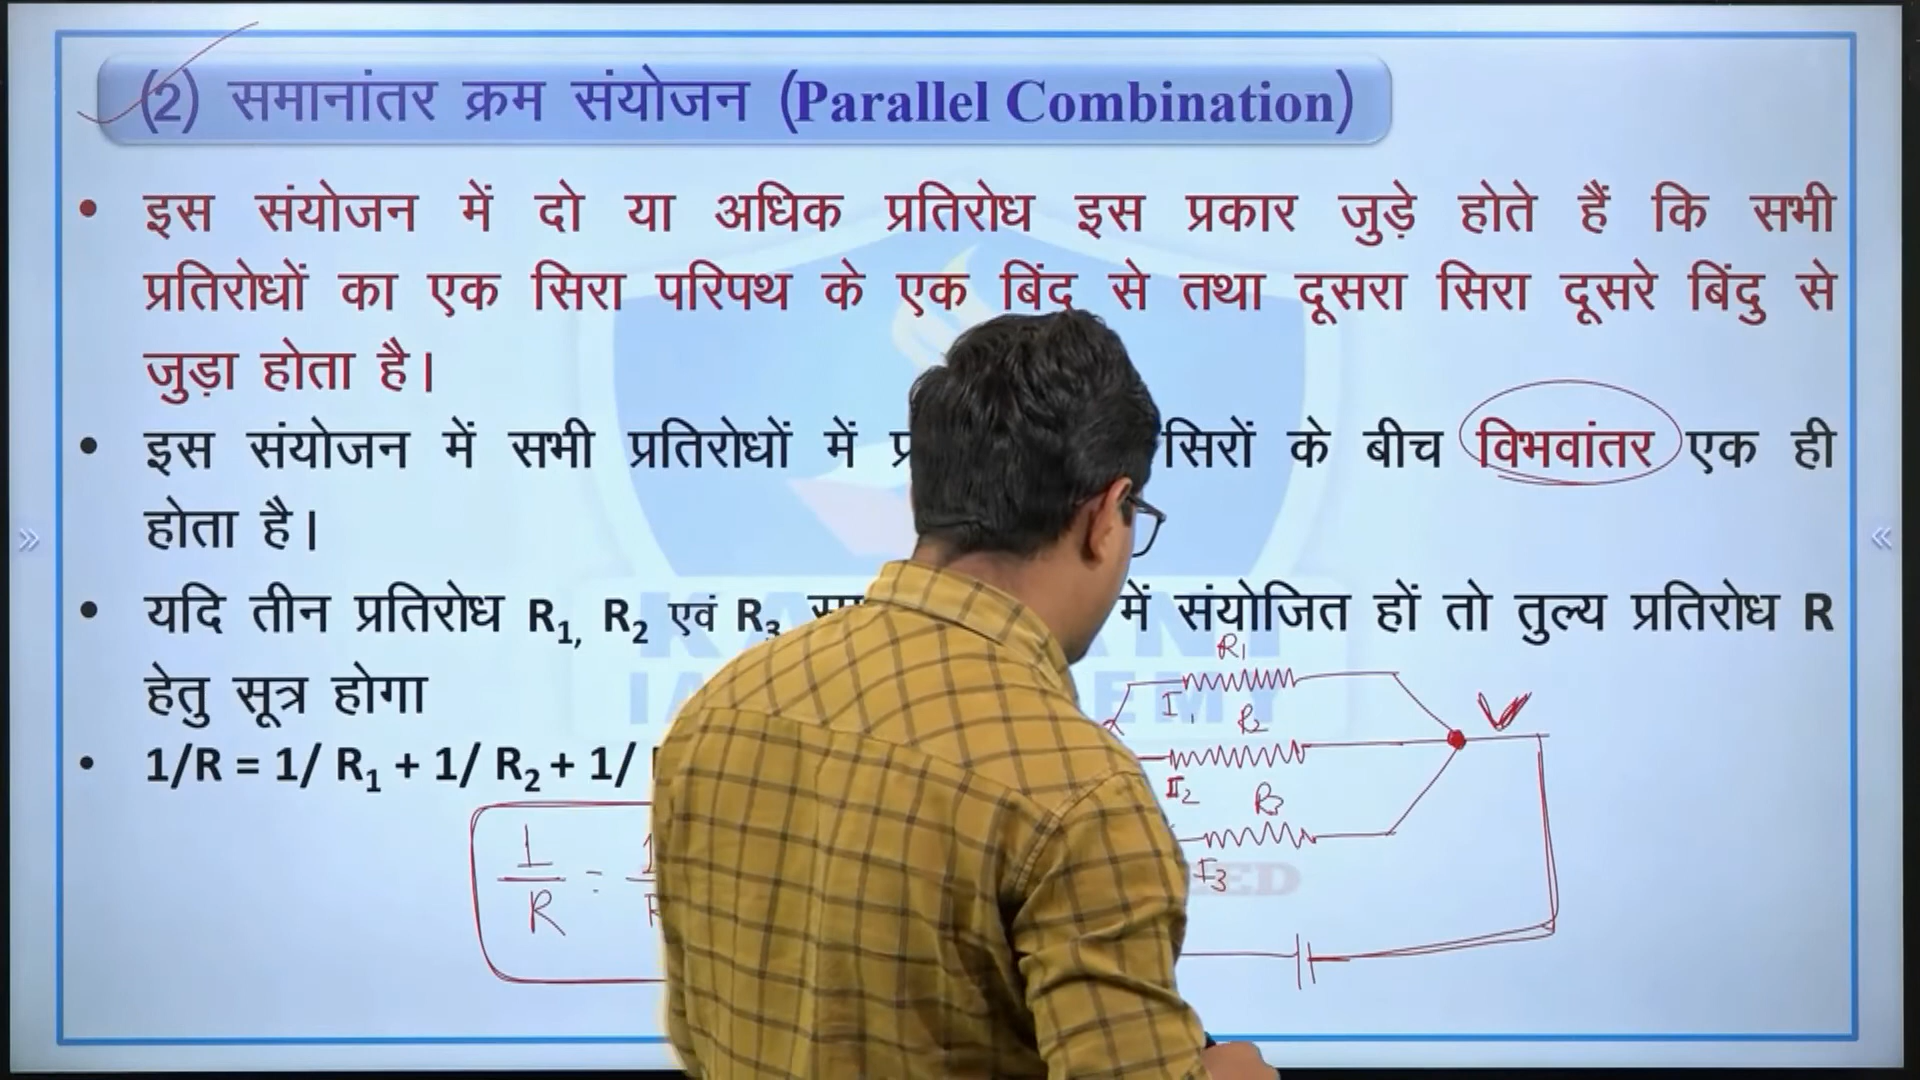 (2) समानांतर क्रम संयोजन (Parallel Combination)
• इस संयोजन में दो या अधिक प्रतिरोध इस प्रकार जुड़े होते हैं कि सभी
प्रतिरोधों का एक सिरा परिपथ के एक बिंदु से तथा दूसरा सिरा दूसरे बिंदु से
जुड़ा होता है।
• इस संयोजन में सभी प्रतिरोधों में सिरों के बीच विभवांतर एक ही
होता है।
• यदि तीन प्रतिरोध R₁, R₂ एवं R₃ में संयोजित हों तो तुल्य प्रतिरोध R
हेतु सूत्र होगा
• 1/R = 1/ R₁ + 1/ R₂ + 1/
R₁
I₁
R₂
V
I₂
R₃
I₃
1/R =